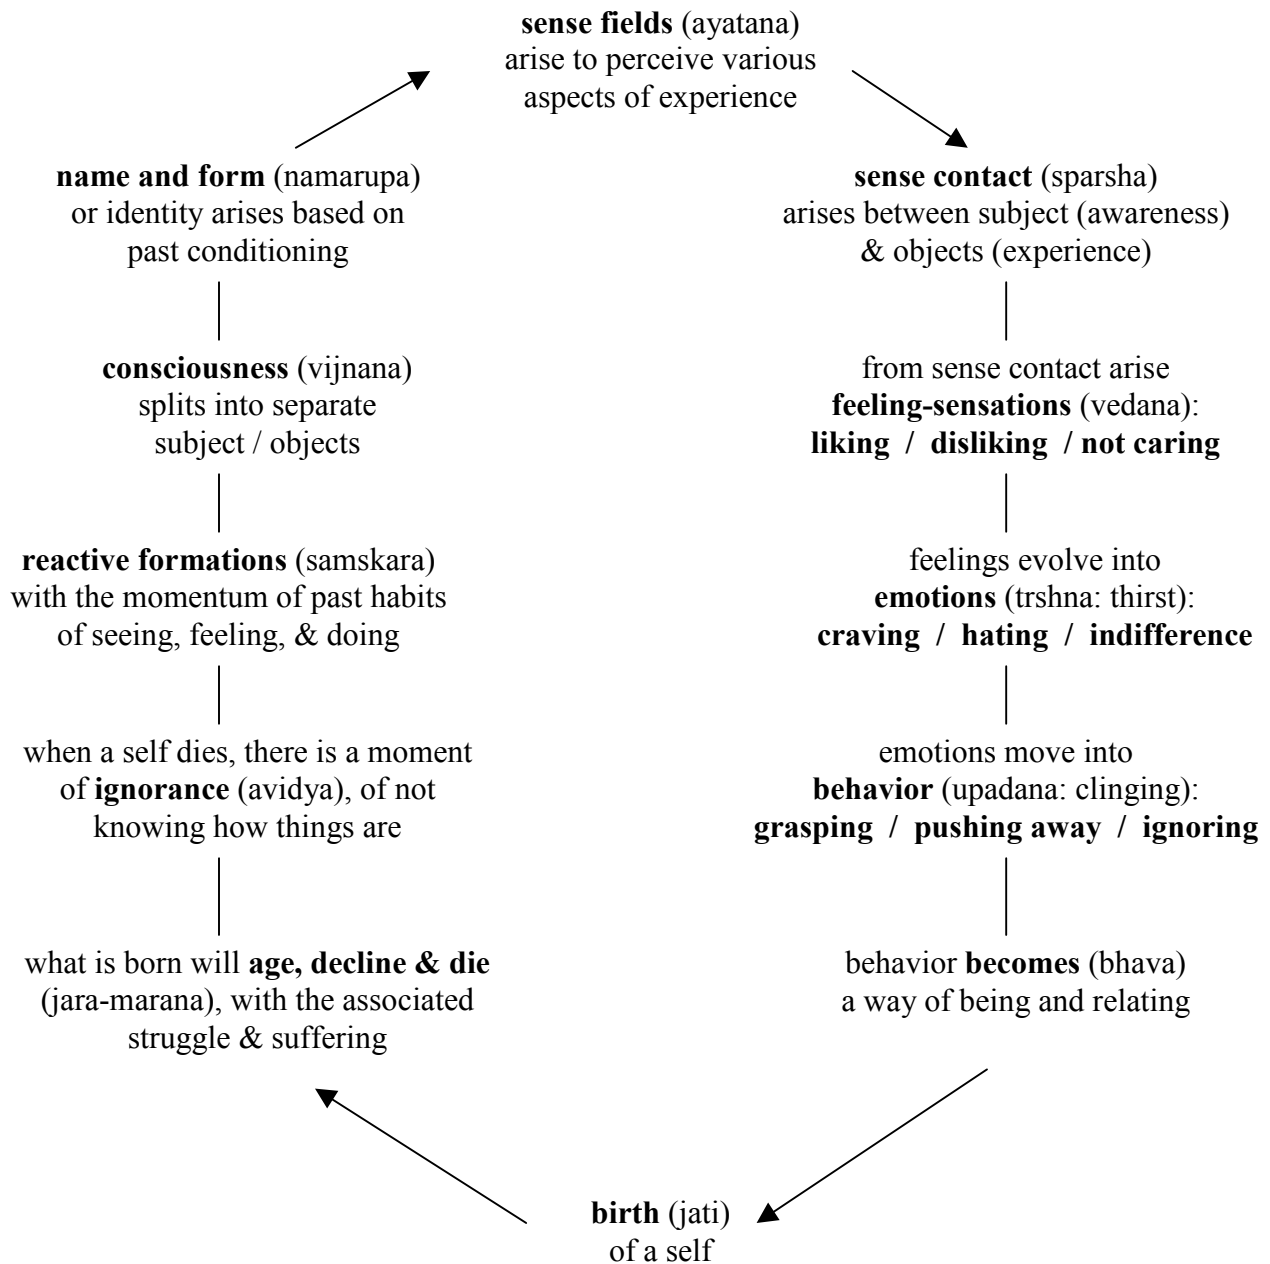 sense fields (ayatana)
arise to perceive various
aspects of experience
name and form (namarupa)
or identity arises based on
past conditioning
sense contact (sparsha)
arises between subject (awareness)
& objects (experience)
consciousness (vijnana)
splits into separate
subject / objects
from sense contact arise
feeling-sensations (vedana):
liking / disliking / not caring
reactive formations (samskara)
with the momentum of past habits
of seeing, feeling, & doing
feelings evolve into
emotions (trshna: thirst):
craving / hating / indifference
when a self dies, there is a moment
of ignorance (avidya), of not
knowing how things are
emotions move into
behavior (upadana: clinging):
grasping / pushing away / ignoring
what is born will age, decline & die
(jara-marana), with the associated
struggle & suffering
behavior becomes (bhava)
a way of being and relating
birth (jati)
of a self